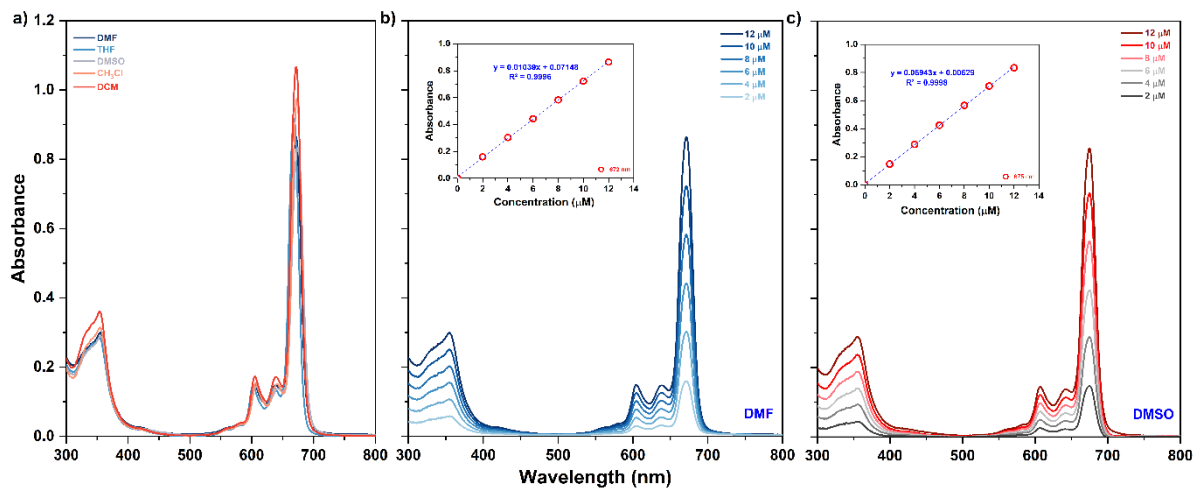 a)
1.2
1.0
0.8
0.6
0.4
0.2
0.0
Absorbance
DMF
THF
DMSO
DCM
300 400 500 600 700 800
b)
12 µM
10 µM
8 µM
6 µM
4 µM
2 µM
1.0
0.8
0.6
0.4
0.2
0.0
Absorbance
y = 0.01039x + 0.07148
R² = 0.9996
672 nm
0 2 4 6 8 10 12 14
Concentration (µM)
DMF
300 400 500 600 700 800
c)
12 µM
10 µM
8 µM
6 µM
4 µM
2 µM
1.0
0.8
0.6
0.4
0.2
0.0
Absorbance
y = 0.06943x + 0.00629
R² = 0.9998
0 2 4 6 8 10 12 14
Concentration (µM)
DMSO
300 400 500 600 700 800
Wavelength (nm)